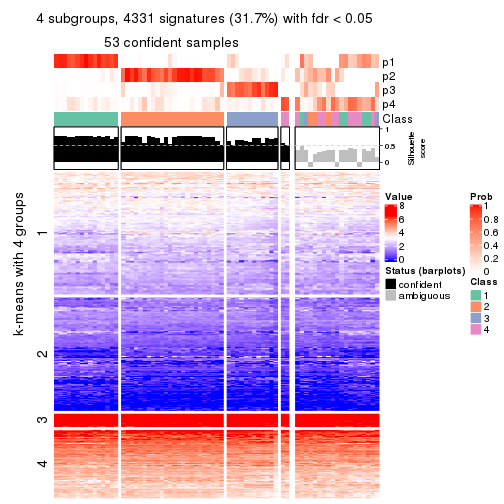 4 subgroups, 4331 signatures (31.7%) with fdr < 0.05
53 confident samples
p1
p2
p3
p4
Class
1
0.5
0
Silhouette
score
k-means with 4 groups
1
2
3
4
Value
8
6
4
2
0
Status (barplots)
confident
ambiguous
Prob
1
0.8
0.6
0.4
0.2
0
Class
1
2
3
4